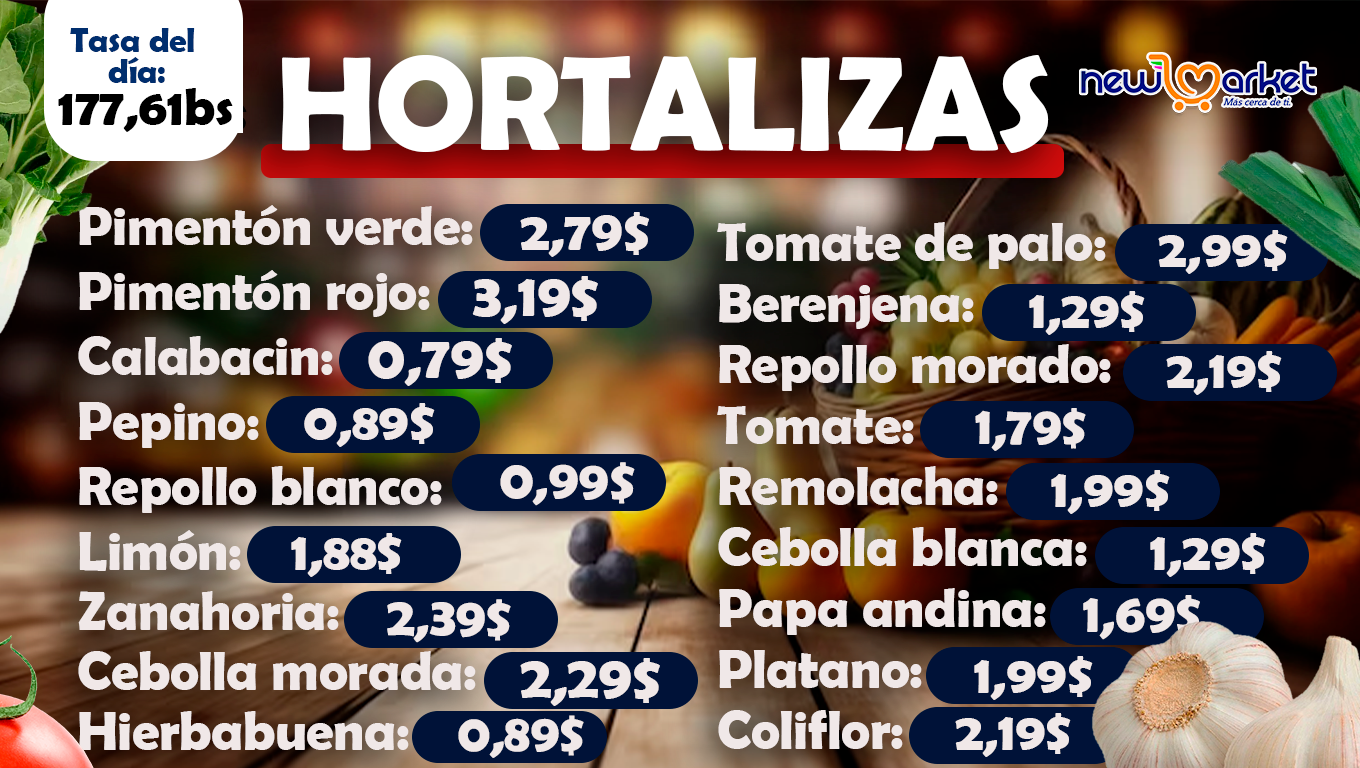 Tasa del
día:
177,61bs
HORTALIZAS
newmarket
Más cerca de ti.
Pimentón verde: 2,79$
Pimentón rojo: 3,19$
Calabacin: 0,79$
Pepino: 0,89$
Repollo blanco: 0,99$
Limón: 1,88$
Zanahoria: 2,39$
Cebolla morada: 2,29$
Hierbabuena: 0,89$
Tomate de palo: 2,99$
Berenjena: 1,29$
Repollo morado: 2,19$
Tomate: 1,79$
Remolacha: 1,99$
Cebolla blanca: 1,29$
Papa andina: 1,69$
Platano: 1,99$
Coliflor: 2,19$